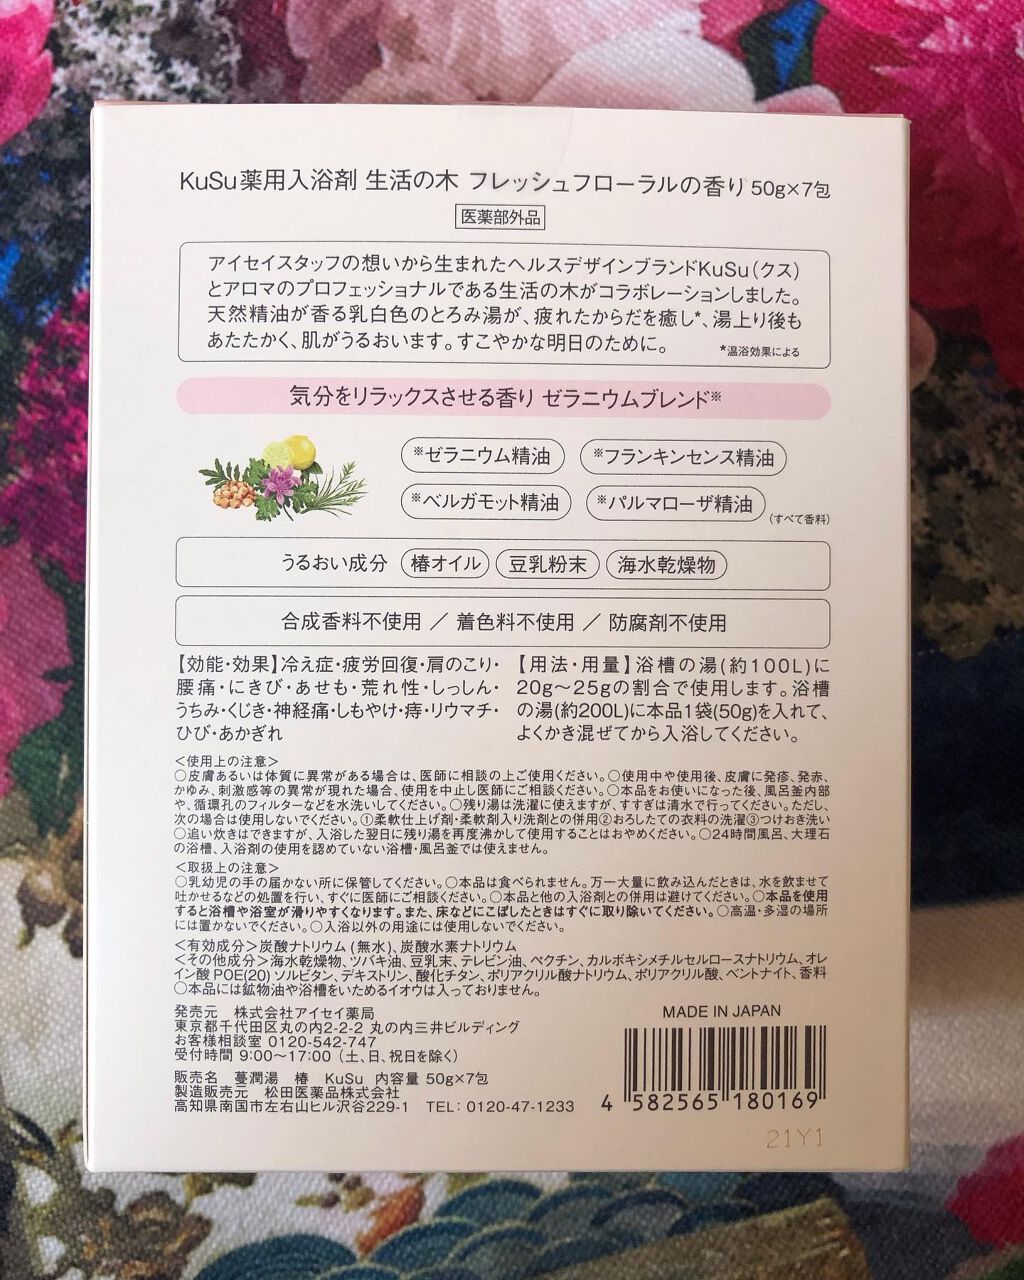 KuSu薬用入浴剤 生活の木 フレッシュフローラルの香り 50g×7包
医薬部外品
アイセイスタッフの想いから生まれたヘルスデザインブランドKuSu(クス)
とアロマのプロフェッショナルである生活の木がコラボレーションしました。
天然精油が香る乳白色のとろみ湯が、疲れたからだを癒し*、湯上り後も
あたたかく、肌がうるおいます。すこやかな明日のために。
*温浴効果による
気分をリラックスさせる香り ゼラニウムブレンド※
※ゼラニウム精油
※フランキンセンス精油
※ベルガモット精油
※パルマローザ精油
(すべて香料)
うるおい成分 椿オイル 豆乳粉末 海水乾燥物
合成香料不使用 / 着色料不使用 / 防腐剤不使用
【効能・効果】冷え症・疲労回復・肩のこり・
腰痛・にきび・あせも・荒れ性・しっしん・
うちみ・くじき・神経痛・しもやけ・痔・リウマチ・
ひび・あかぎれ
【用法・用量】浴槽の湯(約100L)に
20g〜25gの割合で使用します。浴槽
の湯(約200L)に本品1袋(50g)を入れて、
よくかき混ぜてから入浴してください。
<使用上の注意>
○皮膚あるいは体質に異常がある場合は、医師に相談の上ご使用ください。○使用中や使用後、皮膚に発疹、発赤、
かゆみ、刺激感等の異常が現れた場合、使用を中止し医師にご相談ください。○本品をお使いになった後、風呂釜内部
や、循環孔のフィルターなどを水洗いしてください。○残り湯は洗濯に使えますが、すすぎは清水で行ってください。ただし、
次の場合は使用しないでください。①柔軟仕上げ剤・柔軟剤入り洗剤との併用②おろしたての衣料の洗濯③つけおき洗い
○追い炊きはできますが、入浴した翌日に残り湯を再度沸かして使用することはおやめください。○24時間風呂、大理石
の浴槽、入浴剤の使用を認めていない浴槽・風呂釜では使えません。
<取扱上の注意>
○乳幼児の手の届かない所に保管してください。○本品は食べられません。万一大量に飲み込んだときは、水を飲ませて
吐かせるなどの処置を行い、すぐに医師にご相談ください。○本品と他の入浴剤との併用は避けてください。○本品を使用
すると浴槽や浴室が滑りやすくなります。また、床などにこぼしたときはすぐに取り除いてください。○高温・多湿の場所
には置かないでください。○入浴以外の用途には使用しないでください。
<有効成分>炭酸ナトリウム(無水)、炭酸水素ナトリウム
<その他成分>海水乾燥物、ツバキ油、豆乳末、テレビン油、ペクチン、カルボキシメチルセルロースナトリウム、オレ
イン酸 POE(20) ソルビタン、デキストリン、酸化チタン、ポリアクリル酸ナトリウム、ポリアクリル酸、ベントナイト、香料
○本品には鉱物油や浴槽をいためるイオウは入っておりません。
発売元 株式会社アイセイ薬局
東京都千代田区丸の内2-2-2 丸の内三井ビルディング
お客様相談室 0120-542-747
受付時間 9:00〜17:00 (土、日、祝日を除く)
販売名 蔓潤湯 椿 KuSu 内容量 50g×7包
製造販売元 松田医薬品株式会社
高知県南国市左右山ヒル沢谷229-1 TEL: 0120-47-1233
MADE IN JAPAN
4 582565 180169
21Y1